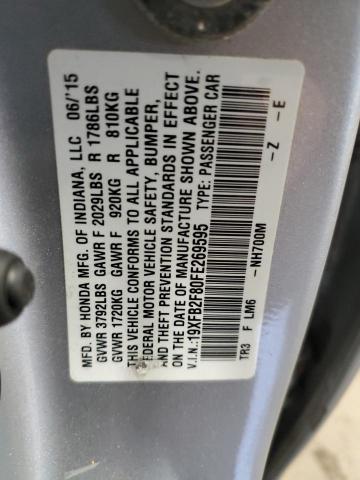 MFD. BY HONDA MFG. OF INDIANA, LLC 06/'15
GVWR 3792LBS GAWR F 2029LBS R 1786LBS
GVWR 1720KG GAWR F 920KG R 810KG
THIS VEHICLE CONFORMS TO ALL APPLICABLE
FEDERAL MOTOR VEHICLE SAFETY, BUMPER,
AND THEFT PREVENTION STANDARDS IN EFFECT
ON THE DATE OF MANUFACTURE SHOWN ABOVE.
V.I.N.:19XFB2F80FE269595 TYPE: PASSENGER CAR
TR3 F LM6 -NH700M -Z -E